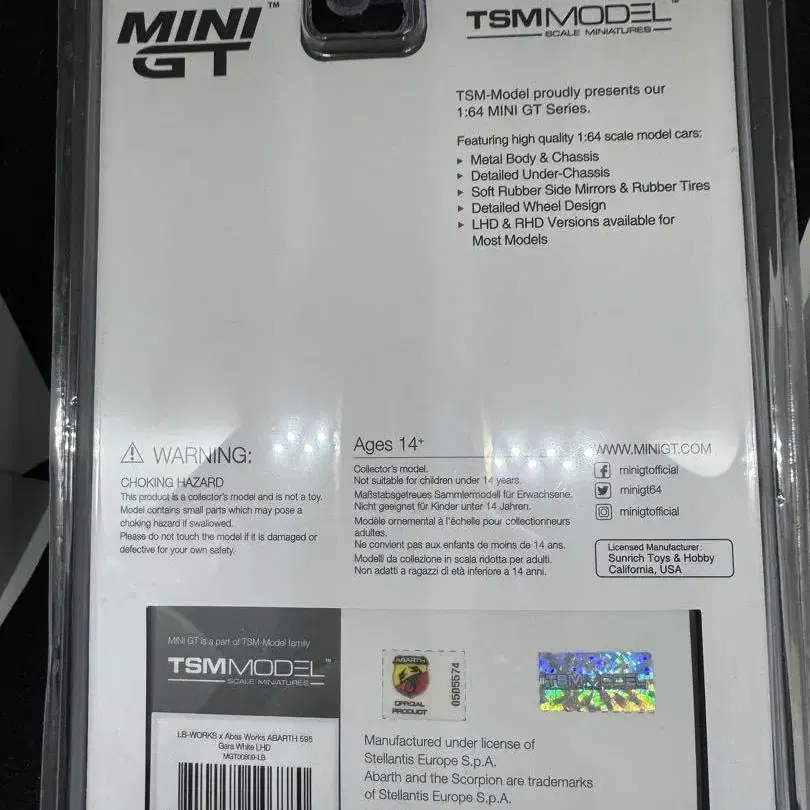 MINI GT™
TSMMODEL™
SCALE MINIATURES
TSM-Model proudly presents our
1:64 MINI GT Series.
Featuring high quality 1:64 scale model cars:
Metal Body & Chassis
Detailed Under-Chassis
Soft Rubber Side Mirrors & Rubber Tires
Detailed Wheel Design
LHD & RHD Versions available for
Most Models
WARNING:
CHOKING HAZARD
This product is a collector's model and is not a toy.
Model contains small parts which may pose a
choking hazard if swallowed.
Please do not touch the model if it is damaged or
defective for your own safety.
Ages 14+
Collector's model.
Not suitable for children under 14 years.
Maßstabsgetreues Sammlermodell für Erwachsene.
Nicht geeignet für Kinder unter 14 Jahren.
Modèle ornemental à l'échelle pour collectionneurs
adultes.
Ne convient pas aux enfants de moins de 14 ans.
Modelli da collezione in scala ridotta per adulti.
Non adatti a ragazzi di età inferiore a 14 anni.
WWW.MINIGT.COM
minigtofficial
minigt64
minigtofficial
Licensed Manufacturer:
Sunrich Toys & Hobby
California, USA
MINI GT is a part of TSM-Model family
TSMMODEL™
SCALE MINIATURES
LB-WORKS x Abas Works ABARTH 595
Gara White LHD
MGT00809-LB
ABARTH
OFFICIAL
PRODUCT
0505574
TSMMODEL
Manufactured under license of
Stellantis Europe S.p.A.
Abarth and the Scorpion are trademarks
of Stellantis Europe S.p.A.